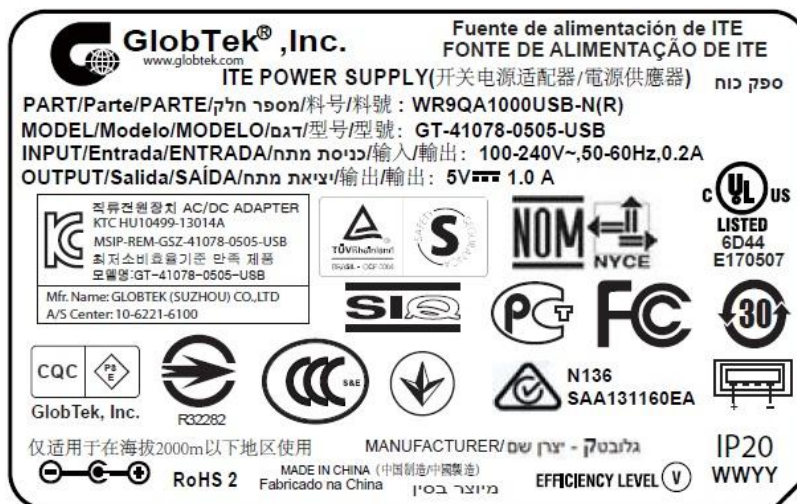 GlobTek® ,Inc.
www.globtek.com
Fuente de alimentación de ITE
FONTE DE ALIMENTAÇÃO DE ITE
ITE POWER SUPPLY(开关电源适配器/電源供應器) ספק כוח
PART/Parte/PARTE/מספר חלק/料号/料號 : WR9QA1000USB-N(R)
MODEL/Modelo/MODELO/דגם/型号/型號: GT-41078-0505-USB
INPUT/Entrada/ENTRADA/כניסת מתח/输入/輸出: 100-240V~,50-60Hz,0.2A
OUTPUT/Salida/SAÍDA/יציאת מתח/输出/輸出: 5V⎓ 1.0 A
직류전원장치 AC/DC ADAPTER
KTC HU10499-13014A
MSIP-REM-GSZ-41078-0505-USB
최저소비효율기준 만족 제품
모델명:GT-41078-0505-USB
Mfr. Name: GLOBTEK (SUZHOU) CO.,LTD
A/S Center: 10-6221-6100
TÜVRheinland
S
NOM
NYCE
C UL US
LISTED
6D44
E170507
SIQ
PCT
FC
30
CQC
PS
E
GlobTek, Inc.
R32282
CCC
S&E
N136
SAA131160EA
+ -
仅适用于在海拔2000m以下地区使用
MANUFACTURER/גלובטק - יצרן שם
IP20
RoHS 2
MADE IN CHINA (中国制造/中國製造)
Fabricado na China מיוצר בסין
EFFICIENCY LEVEL V
WWYY